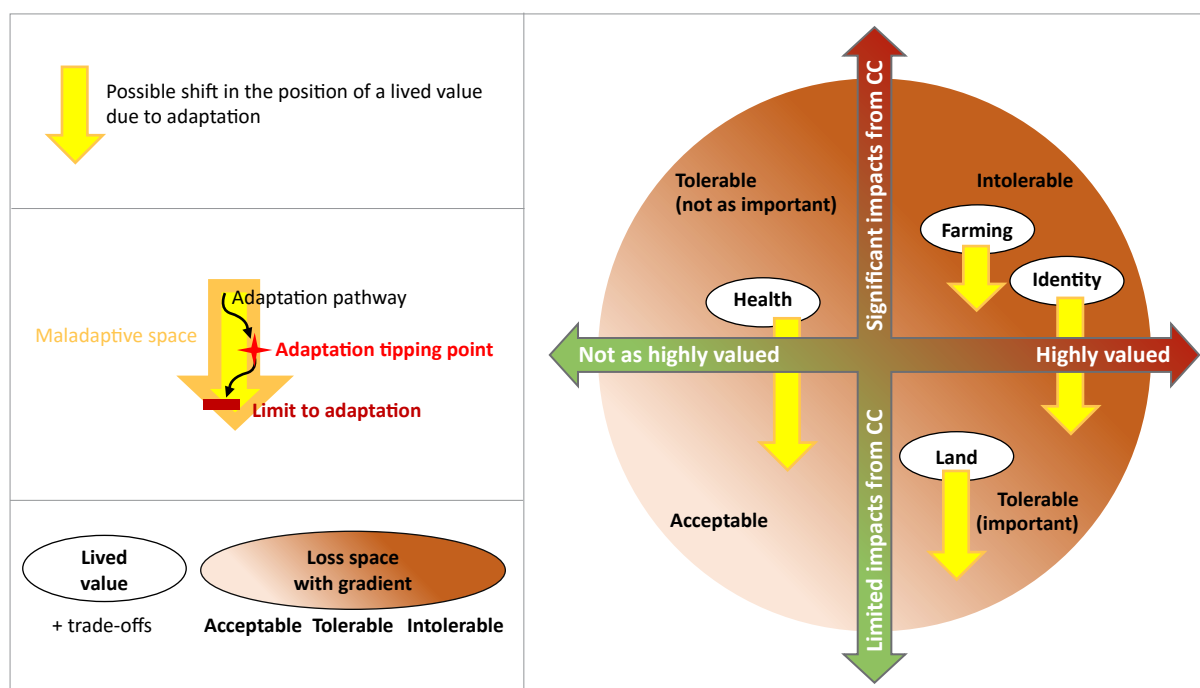 Possible shift in the position of a lived value
due to adaptation
Adaptation pathway
Maladaptive space
Adaptation tipping point
Limit to adaptation
Lived
value
+ trade-offs
Loss space
with gradient
Acceptable Tolerable Intolerable
Significant impacts from CC
Tolerable
(not as important)
Intolerable
Farming
Identity
Health
Not as highly valued
Highly valued
Land
Acceptable
Tolerable
(important)
Limited impacts from CC